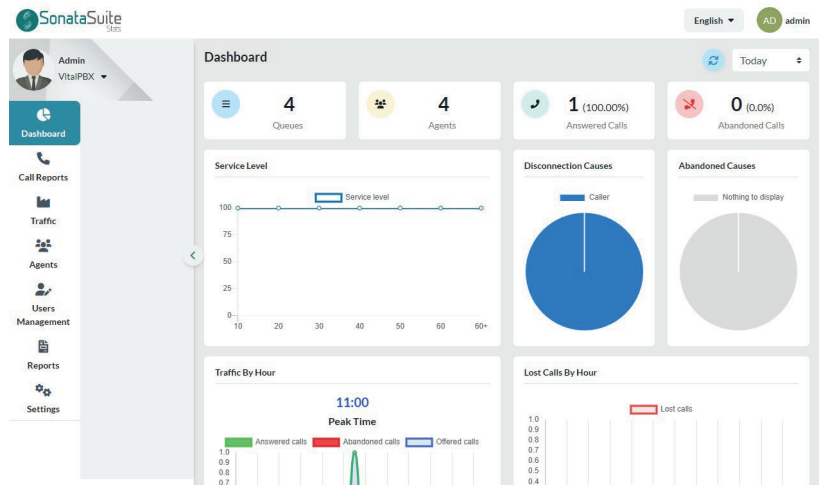 SonataSuite
Stats
English
AD
admin
Admin
VitalPBX
Dashboard
Call Reports
Traffic
Agents
Users
Management
Reports
Settings
Dashboard
Today
4
Queues
4
Agents
1 (100.00%)
Answered Calls
0 (0.0%)
Abandoned Calls
Service Level
Service level
100
75
50
25
0
10 20 30 40 50 60 60+
Disconnection Causes
Caller
Abandoned Causes
Nothing to display
Traffic By Hour
11:00
Peak Time
Answered calls Abandoned calls Offered calls
1.0
0.9
0.8
0.7
Lost Calls By Hour
Lost calls
1.0
0.9
0.8
0.7
0.6
0.5
0.4